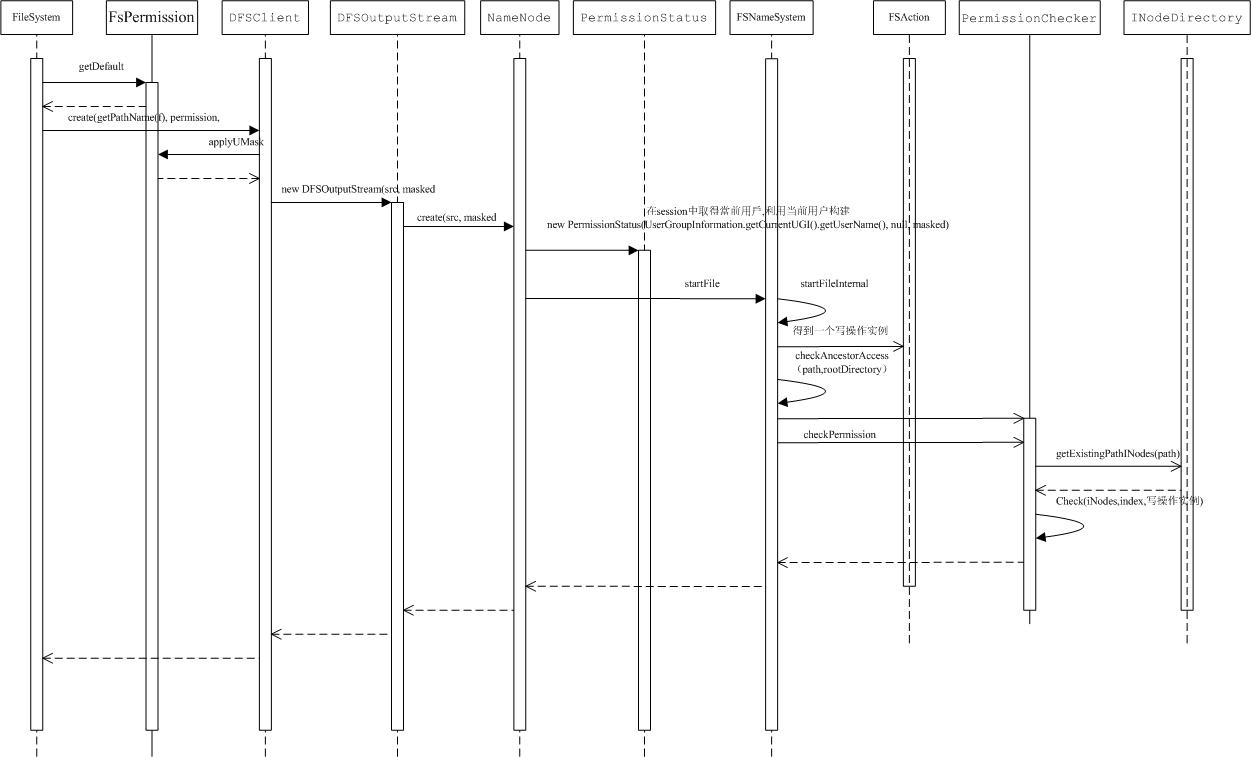 FileSystem
FsPermission
DFSClient
DFSOutputStream
NameNode
PermissionStatus
FSNameSystem
FSAction
PermissionChecker
INodeDirectory
getDefault
create(getPathName(f), permission,
applyUMask
new DFSOutputStream(src, masked
create(src, masked
在session中取得當前用戶,利用当前用户构建
new PermissionStatus(UserGroupInformation.getCurrentUGI().getUserName(), null, masked)
startFile
startFileInternal
得到一个写操作实例
checkAncestorAccess
（path,rootDirectory）
checkPermission
getExistingPathINodes(path)
Check(iNodes,index,写操作实例)